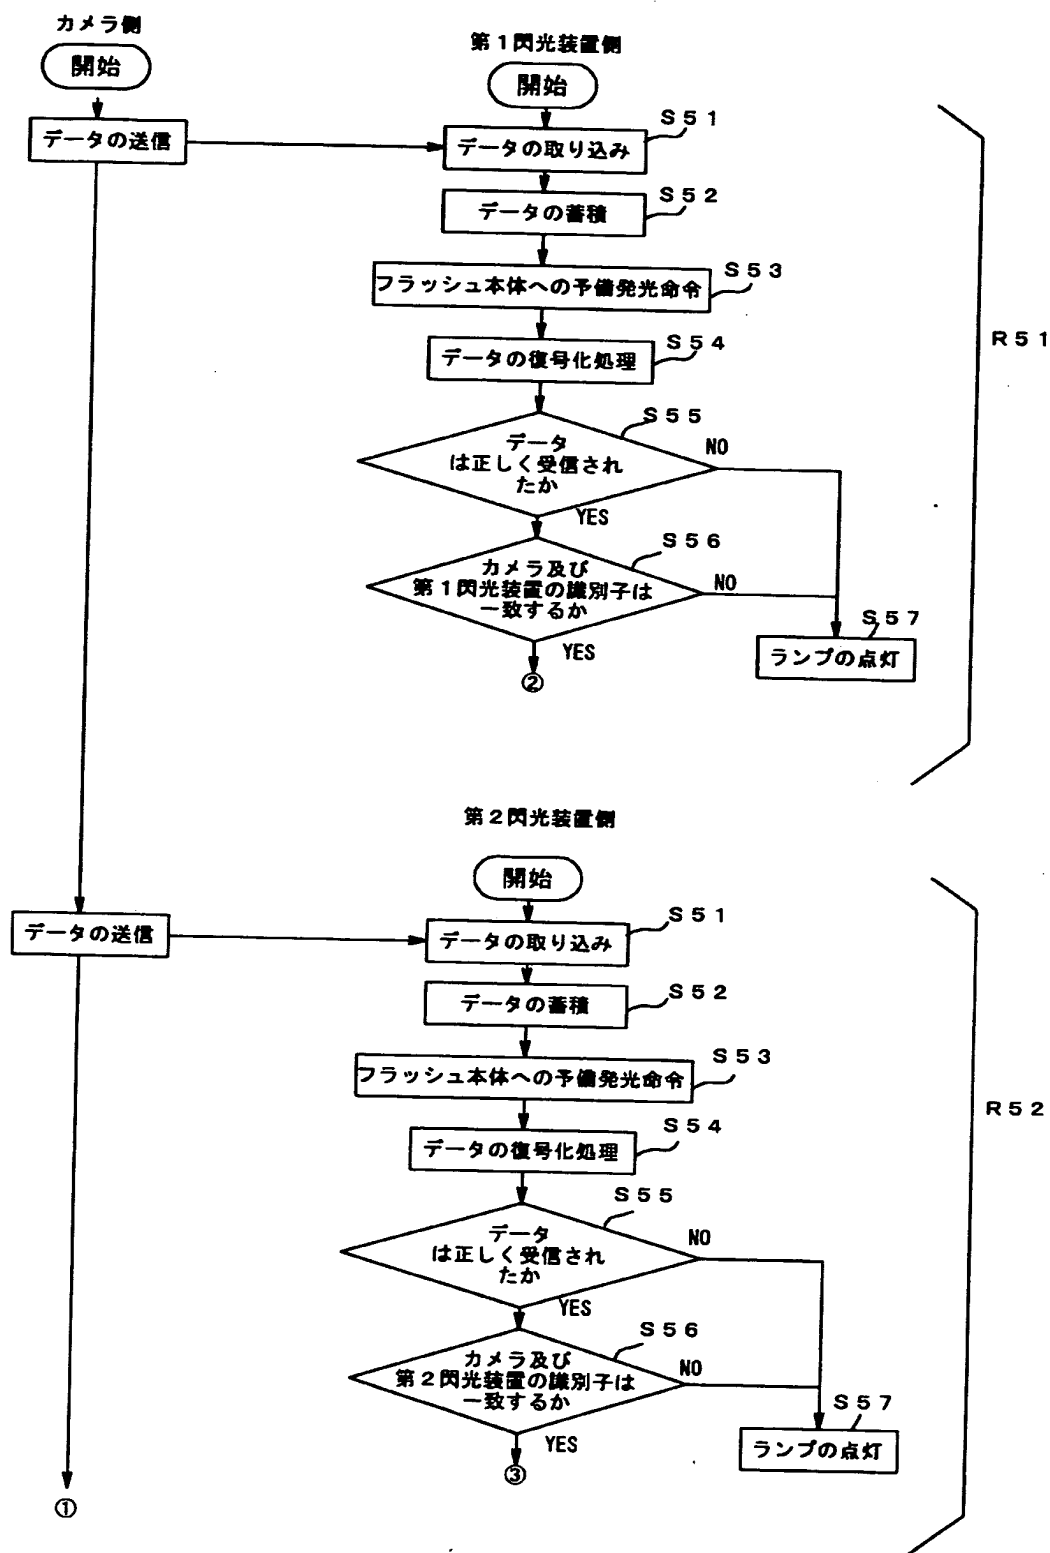 カメラ側
開始
データの送信
第1閃光装置側
開始
S51
データの取り込み
S52
データの蓄積
S53
フラッシュ本体への予備発光命令
S54
データの復号化処理
S55
データ
は正しく受信され
たか
NO
YES
S56
カメラ及び
第1閃光装置の識別子は
一致するか
NO
YES
②
S57
ランプの点灯
R51
第2閃光装置側
開始
データの送信
S51
データの取り込み
S52
データの蓄積
S53
フラッシュ本体への予備発光命令
S54
データの復号化処理
S55
データ
は正しく受信され
たか
NO
YES
S56
カメラ及び
第2閃光装置の識別子は
一致するか
NO
YES
③
S57
ランプの点灯
R52
①